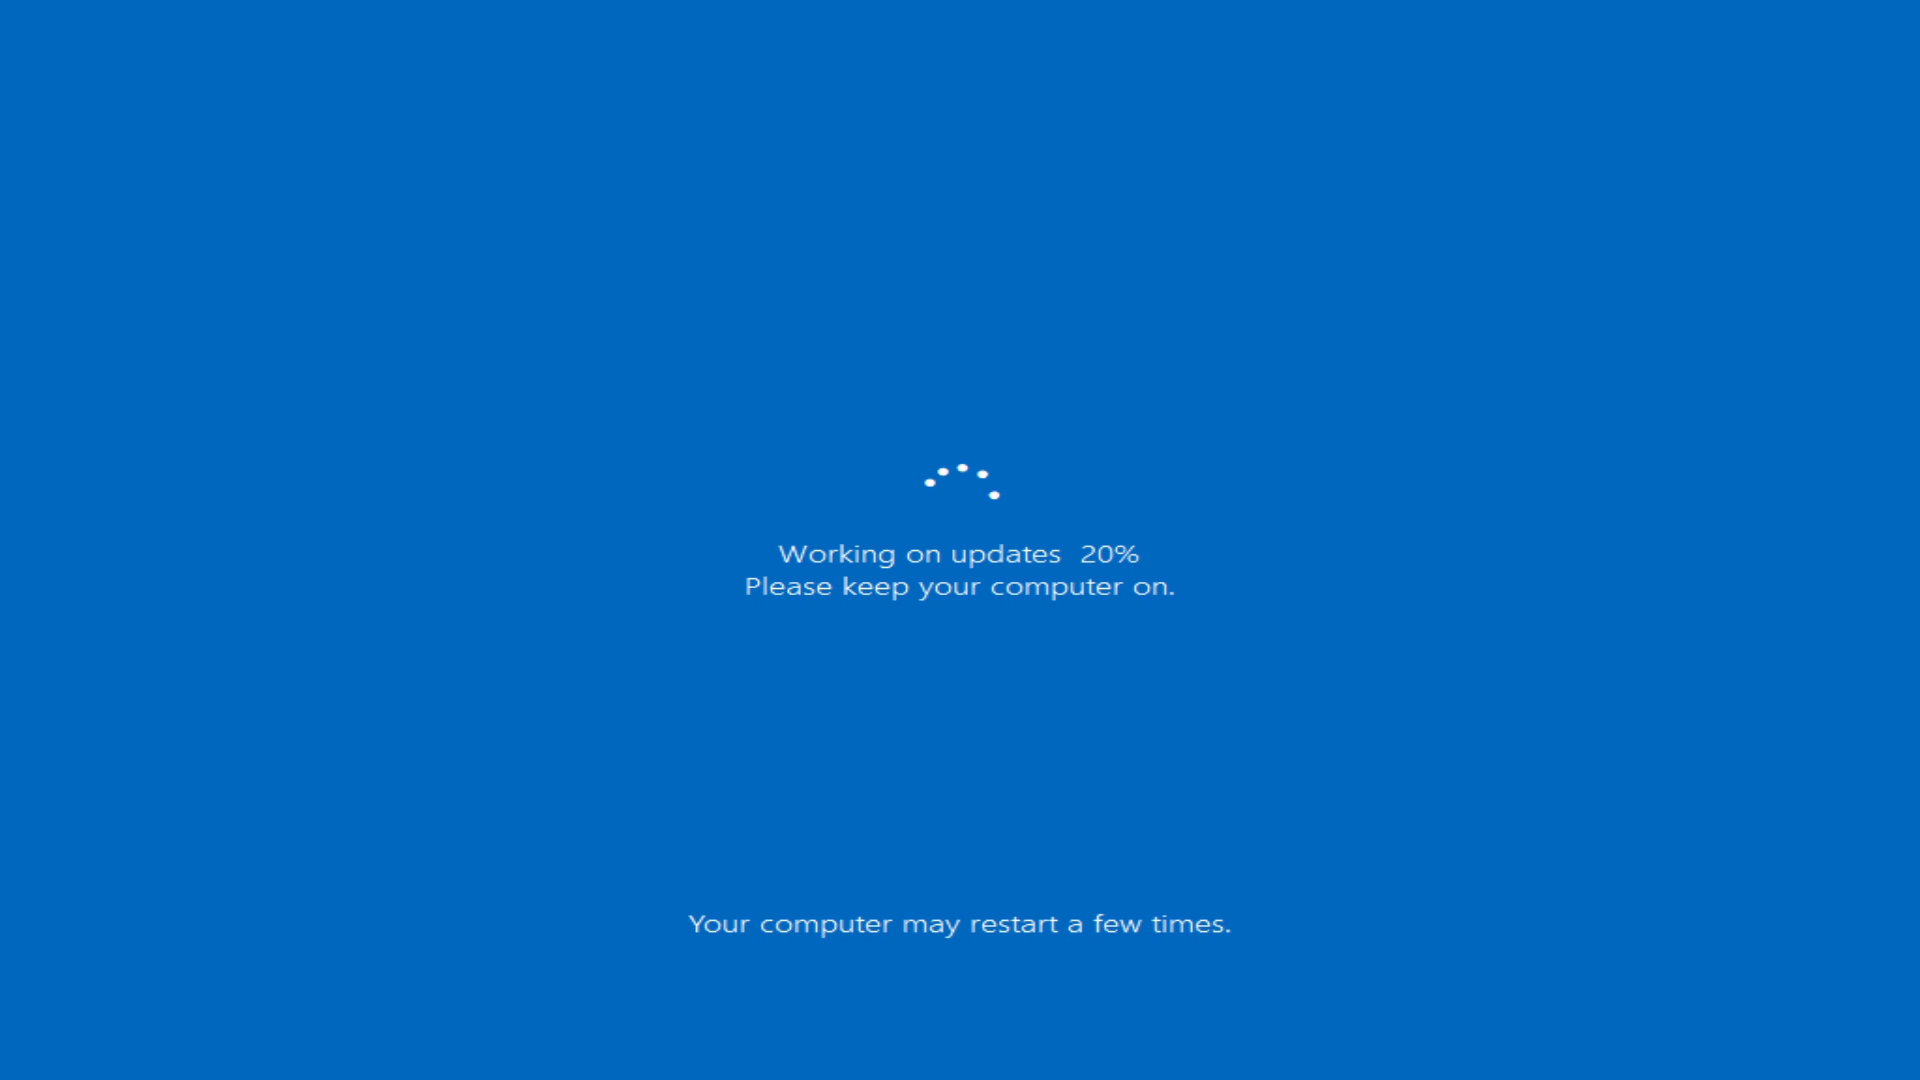 Working on updates  20%
Please keep your computer on.
Your computer may restart a few times.